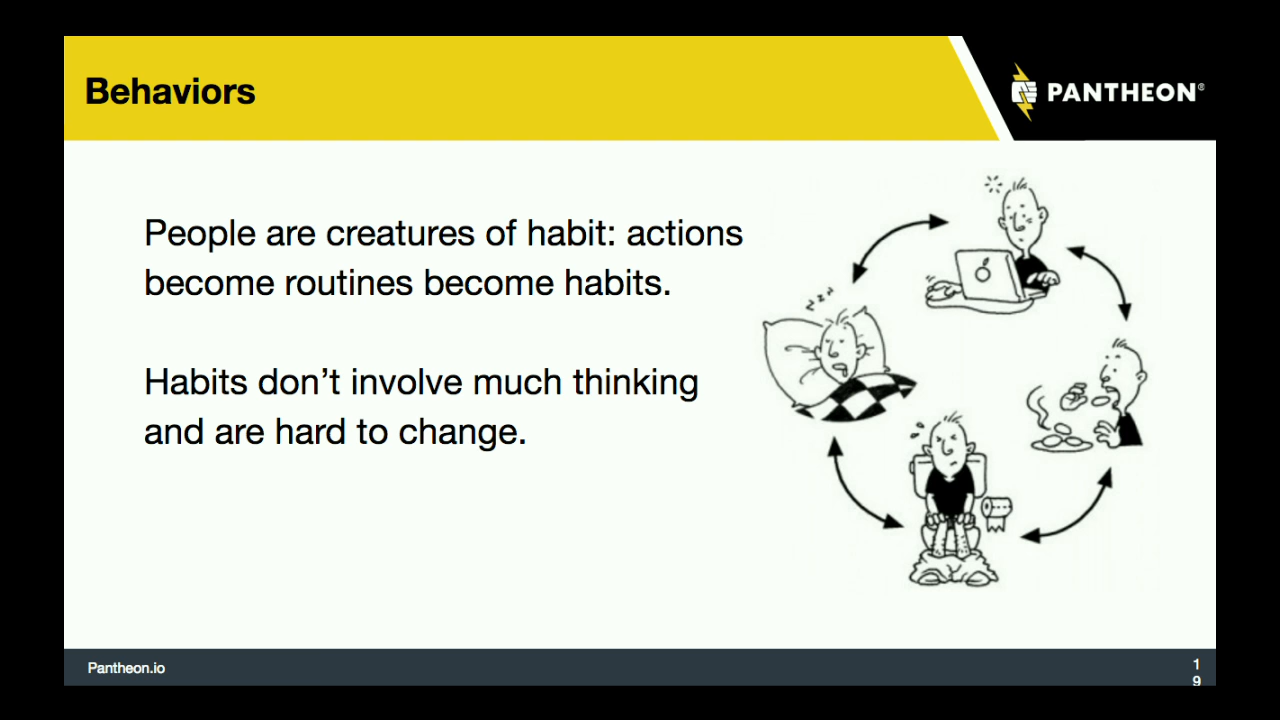 Behaviors
PANTHEON®
People are creatures of habit: actions
become routines become habits.
Habits don’t involve much thinking
and are hard to change.
z z z
Pantheon.io
1
9